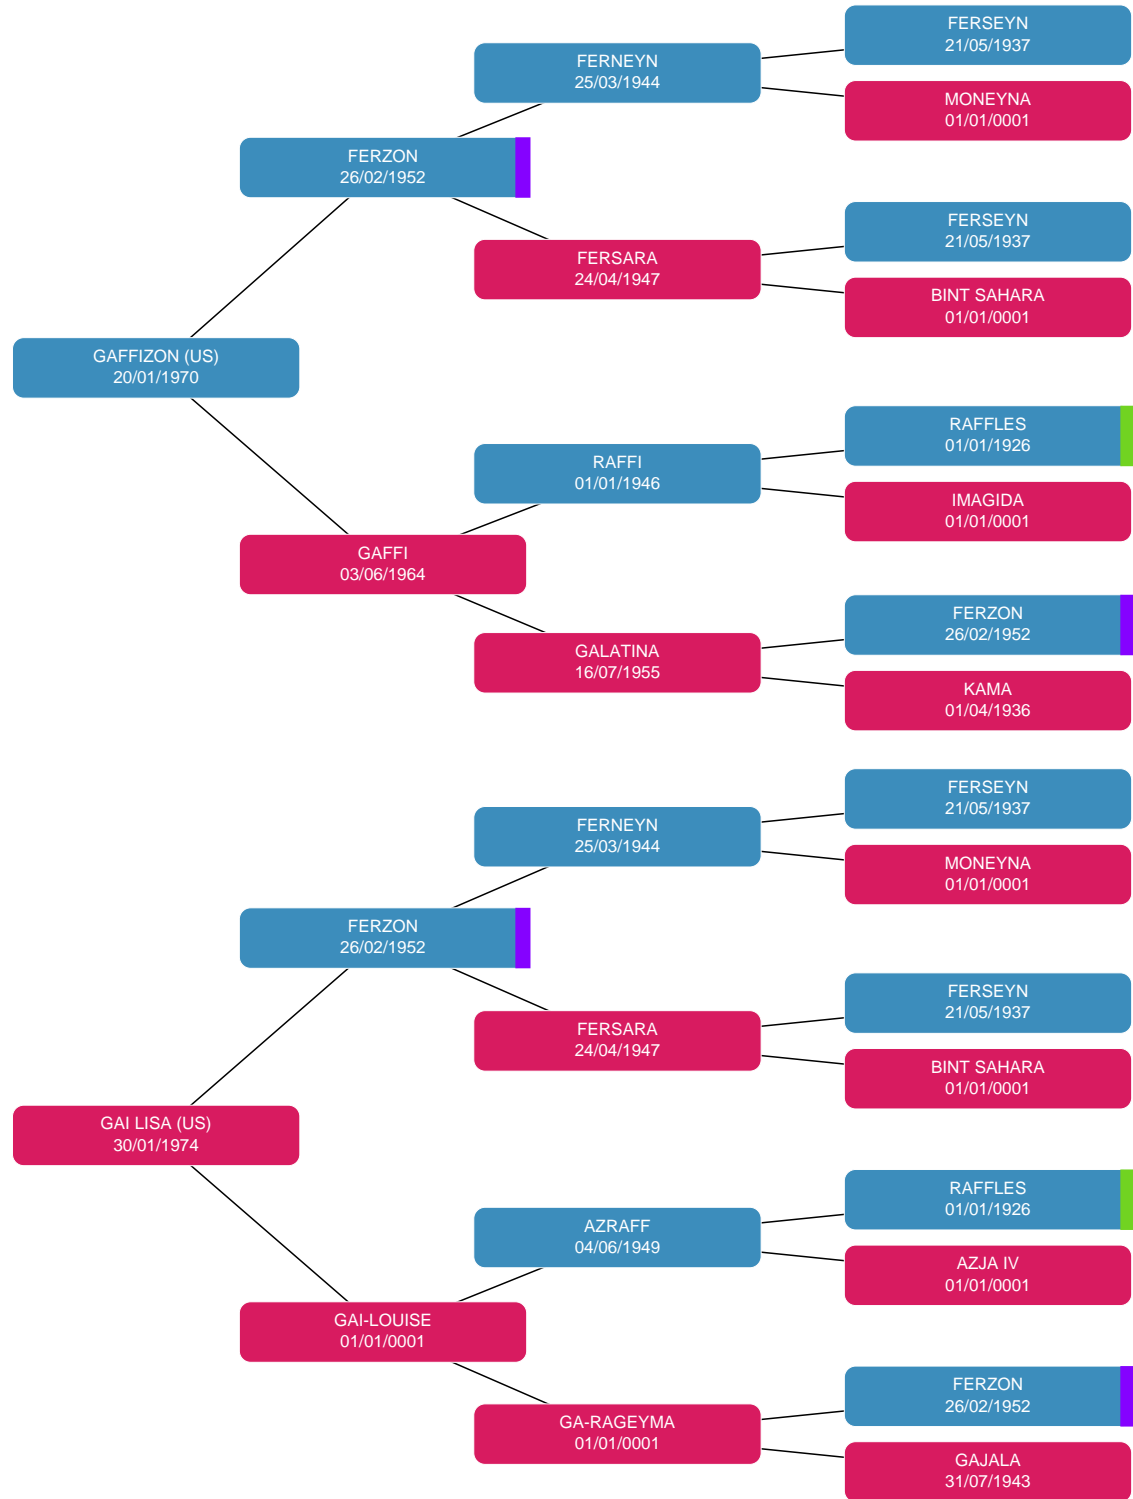 FERSEYN
21/05/1937
FERNEYN
25/03/1944
MONEYNA
01/01/0001
FERZON
26/02/1952
FERSEYN
21/05/1937
FERSARA
24/04/1947
BINT SAHARA
01/01/0001
GAFFIZON (US)
20/01/1970
RAFFLES
01/01/1926
RAFFI
01/01/1946
IMAGIDA
01/01/0001
GAFFI
03/06/1964
FERZON
26/02/1952
GALATINA
16/07/1955
KAMA
01/04/1936
FERSEYN
21/05/1937
FERNEYN
25/03/1944
MONEYNA
01/01/0001
FERZON
26/02/1952
FERSEYN
21/05/1937
FERSARA
24/04/1947
BINT SAHARA
01/01/0001
GAI LISA (US)
30/01/1974
RAFFLES
01/01/1926
AZRAFF
04/06/1949
AZJA IV
01/01/0001
GAI-LOUISE
01/01/0001
FERZON
26/02/1952
GA-RAGEYMA
01/01/0001
GAJALA
31/07/1943